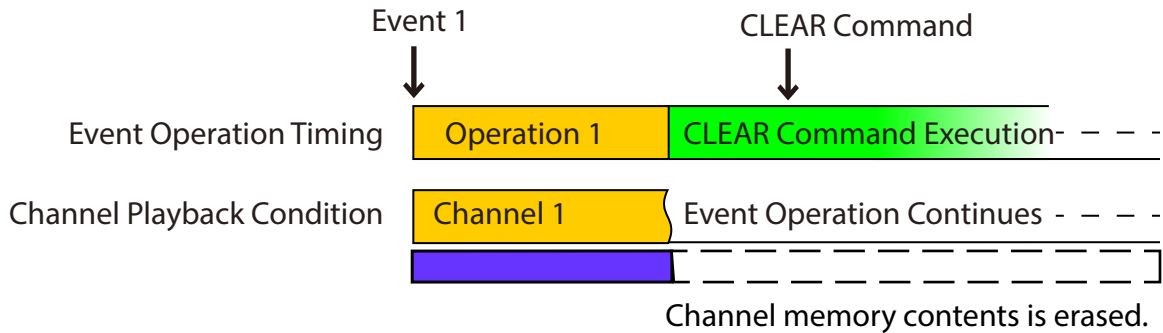 Event 1
CLEAR Command
Event Operation Timing
Operation 1
CLEAR Command Execution
Channel Playback Condition
Channel 1
Event Operation Continues
Channel memory contents is erased.